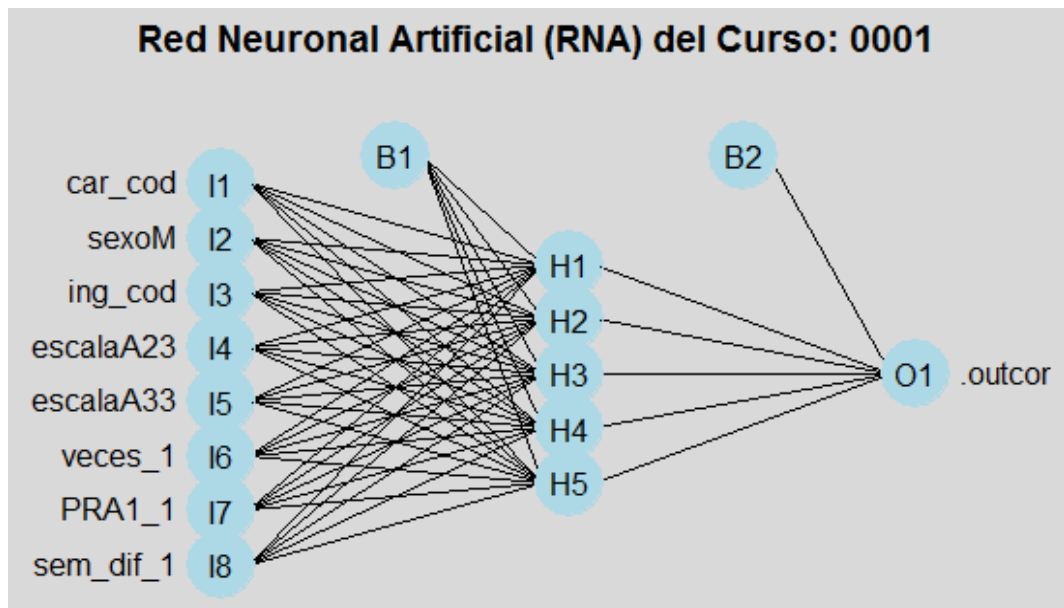 Red Neuronal Artificial (RNA) del Curso: 0001
B1
B2
car_cod I1
sexoM I2
ing_cod I3
escalaA23 I4
escalaA33 I5
veces_1 I6
PRA1_1 I7
sem_dif_1 I8
H1
H2
H3
H4
H5
O1 .outcor